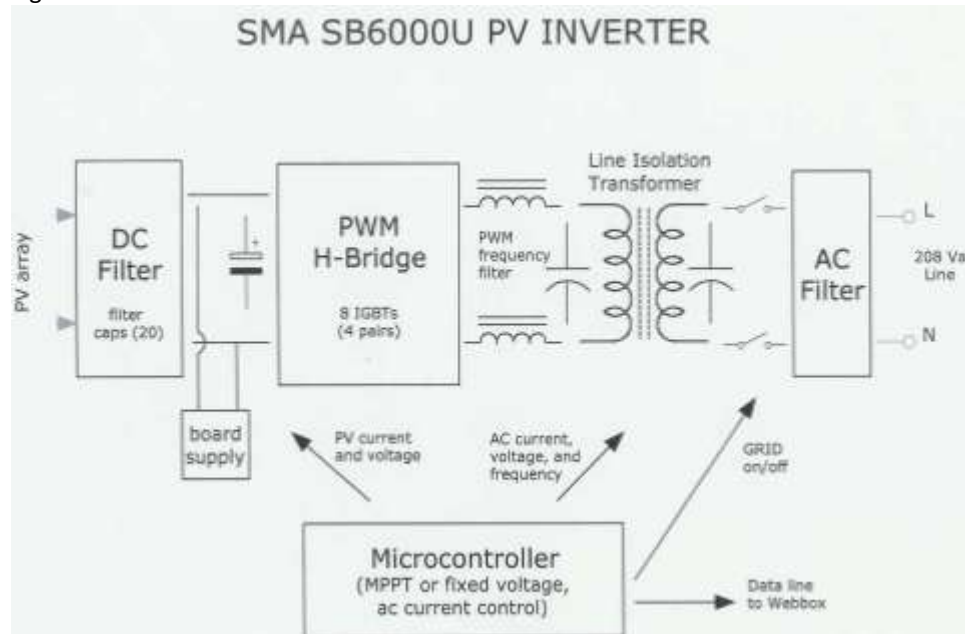 SMA SB6000U PV INVERTER
PV array
DC
Filter
filter
caps (20)
+
board
supply
PWM
H-Bridge
8 IGBTs
(4 pairs)
PWM
frequency
filter
Line Isolation
Transformer
AC
Filter
L
208 Va
Line
N
PV current
and voltage
AC current,
voltage, and
frequency
GRID
on/off
Microcontroller
(MPPT or fixed voltage,
ac current control)
Data line
to Webbox